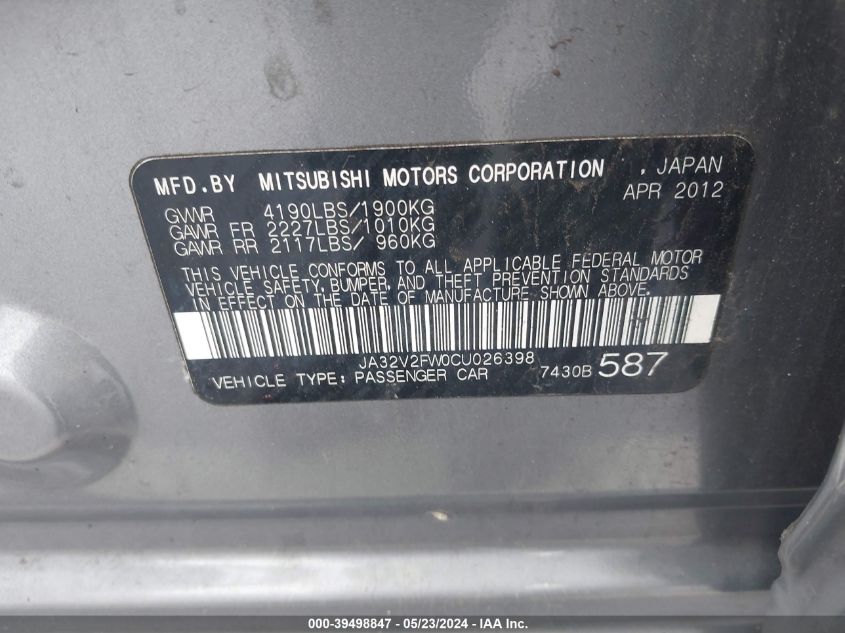 MFD.BY MITSUBISHI MOTORS CORPORATION , JAPAN
APR 2012
GVWR 4190LBS/1900KG
GAWR FR 2227LBS/1010KG
GAWR RR 2117LBS/ 960KG
THIS VEHICLE CONFORMS TO ALL APPLICABLE FEDERAL MOTOR
VEHICLE SAFETY, BUMPER, AND THEFT PREVENTION STANDARDS
IN EFFECT ON THE DATE OF MANUFACTURE SHOWN ABOVE.
JA32V2FW0CU026398
VEHICLE TYPE: PASSENGER CAR 7430B 587
000-39498847 - 05/23/2024 - IAA Inc.